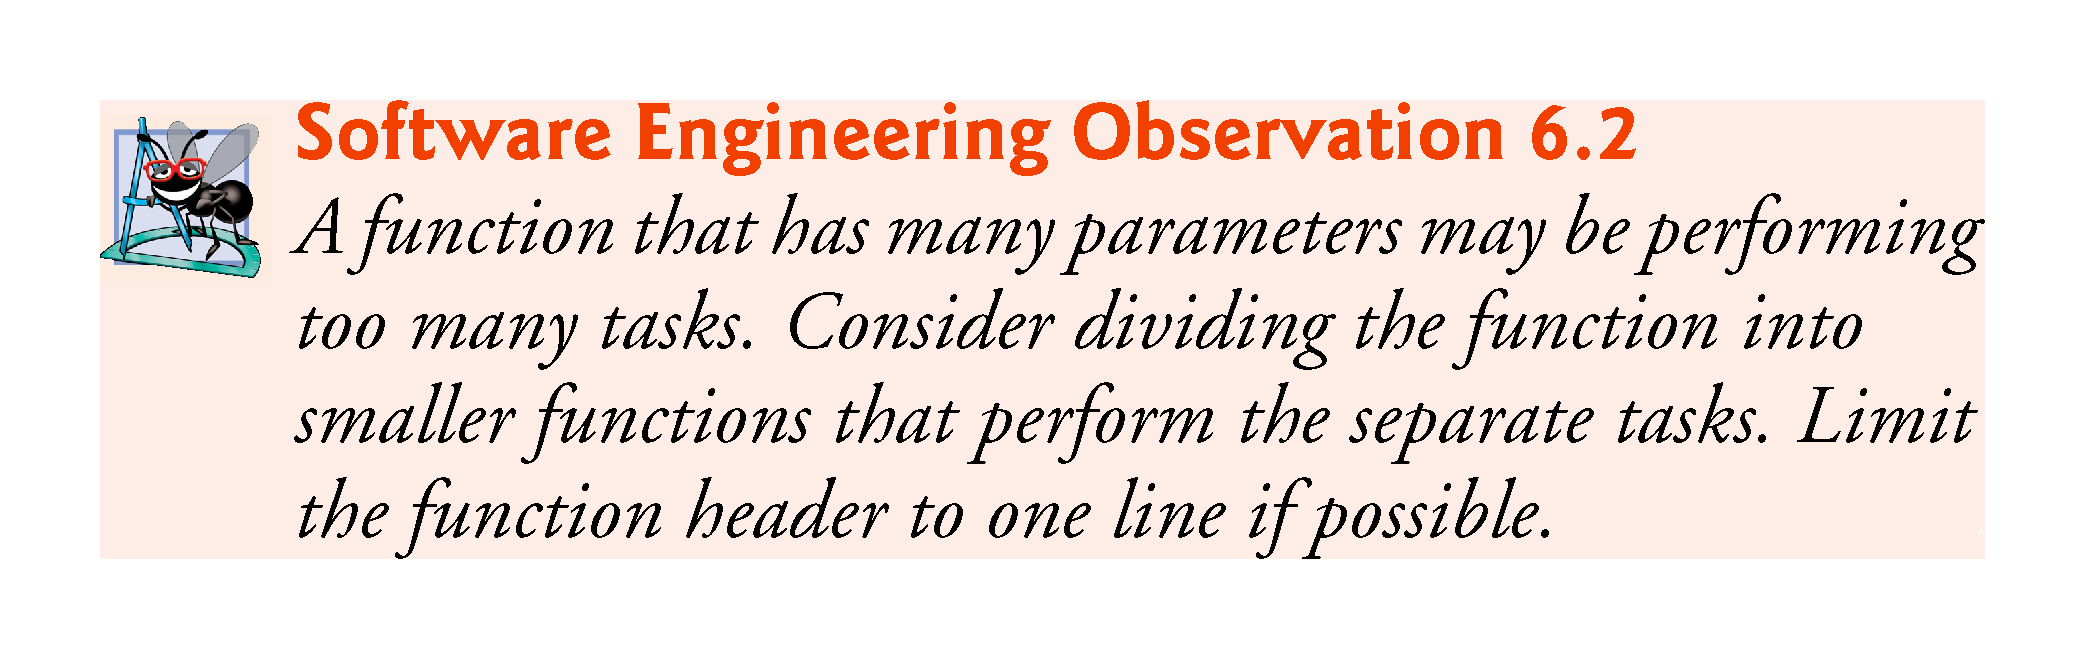 Software Engineering Observation 6.2
A function that has many parameters may be performing
too many tasks. Consider dividing the function into
smaller functions that perform the separate tasks. Limit
the function header to one line if possible.